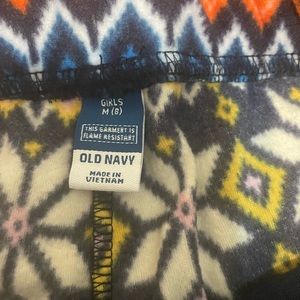 GIRLS
M (8)
THIS GARMENT IS
FLAME RESISTANT
OLD NAVY
MADE IN
VIETNAM